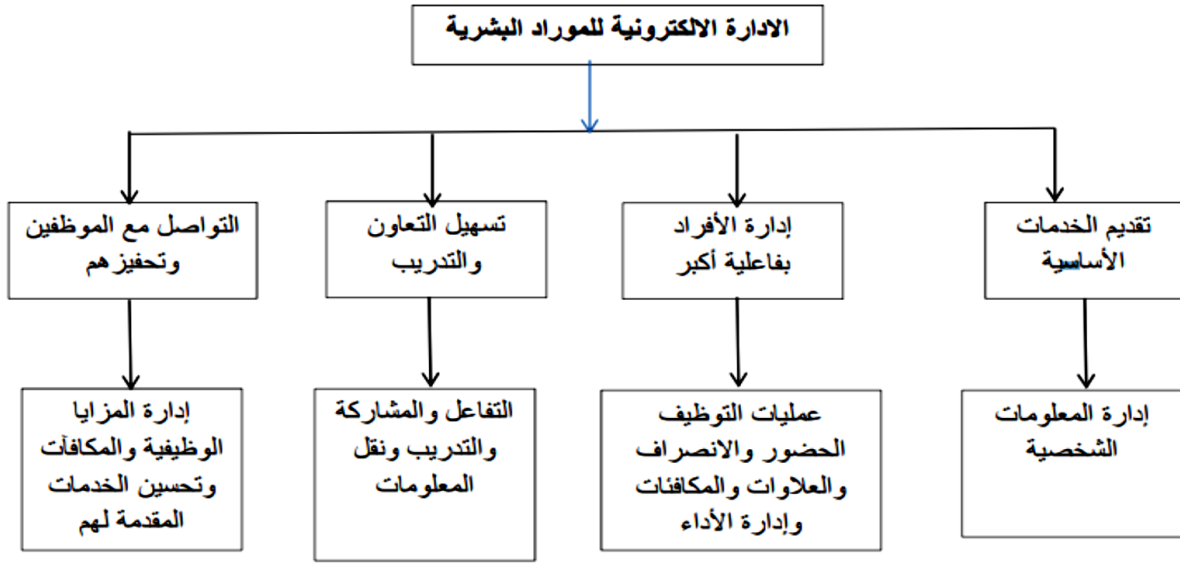 الادارة الالكترونية للموراد البشرية
تقديم الخدمات
الأساسية
إدارة الأفراد
بفاعلية أكبر
تسهيل التعاون
والتدريب
التواصل مع الموظفين
وتحفيزهم
إدارة المعلومات
الشخصية
عمليات التوظيف
الحضور والانصراف
والعلاوات والمكافئات
وإدارة الأداء
التفاعل والمشاركة
والتدريب ونقل
المعلومات
إدارة المزايا
الوظيفية والمكافآت
وتحسين الخدمات
المقدمة لهم